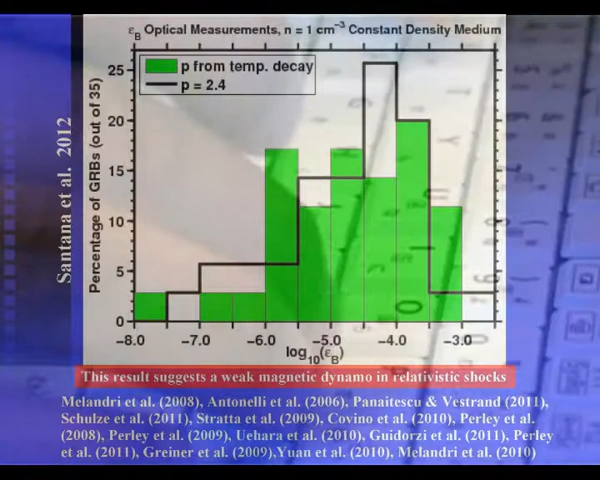 ε_B Optical Measurements, n = 1 cm⁻³ Constant Density Medium
p from temp. decay
p = 2.4
Santana et al. 2012
Percentage of GRBs (out of 35)
25
20
15
10
5
0
-8.0 -7.0 -6.0 -5.0 -4.0 -3.0
log₁₀(ε_B)
This result suggests a weak magnetic dynamo in relativistic shocks
Melandri et al. (2008), Antonelli et al. (2006), Panaitescu & Vestrand (2011),
Schulze et al. (2011), Stratta et al. (2009), Covino et al. (2010), Perley et al.
(2008), Perley et al. (2009), Uehara et al. (2010), Guidorzi et al. (2011), Perley
et al. (2011), Greiner et al. (2009),Yuan et al. (2010), Melandri et al. (2010)